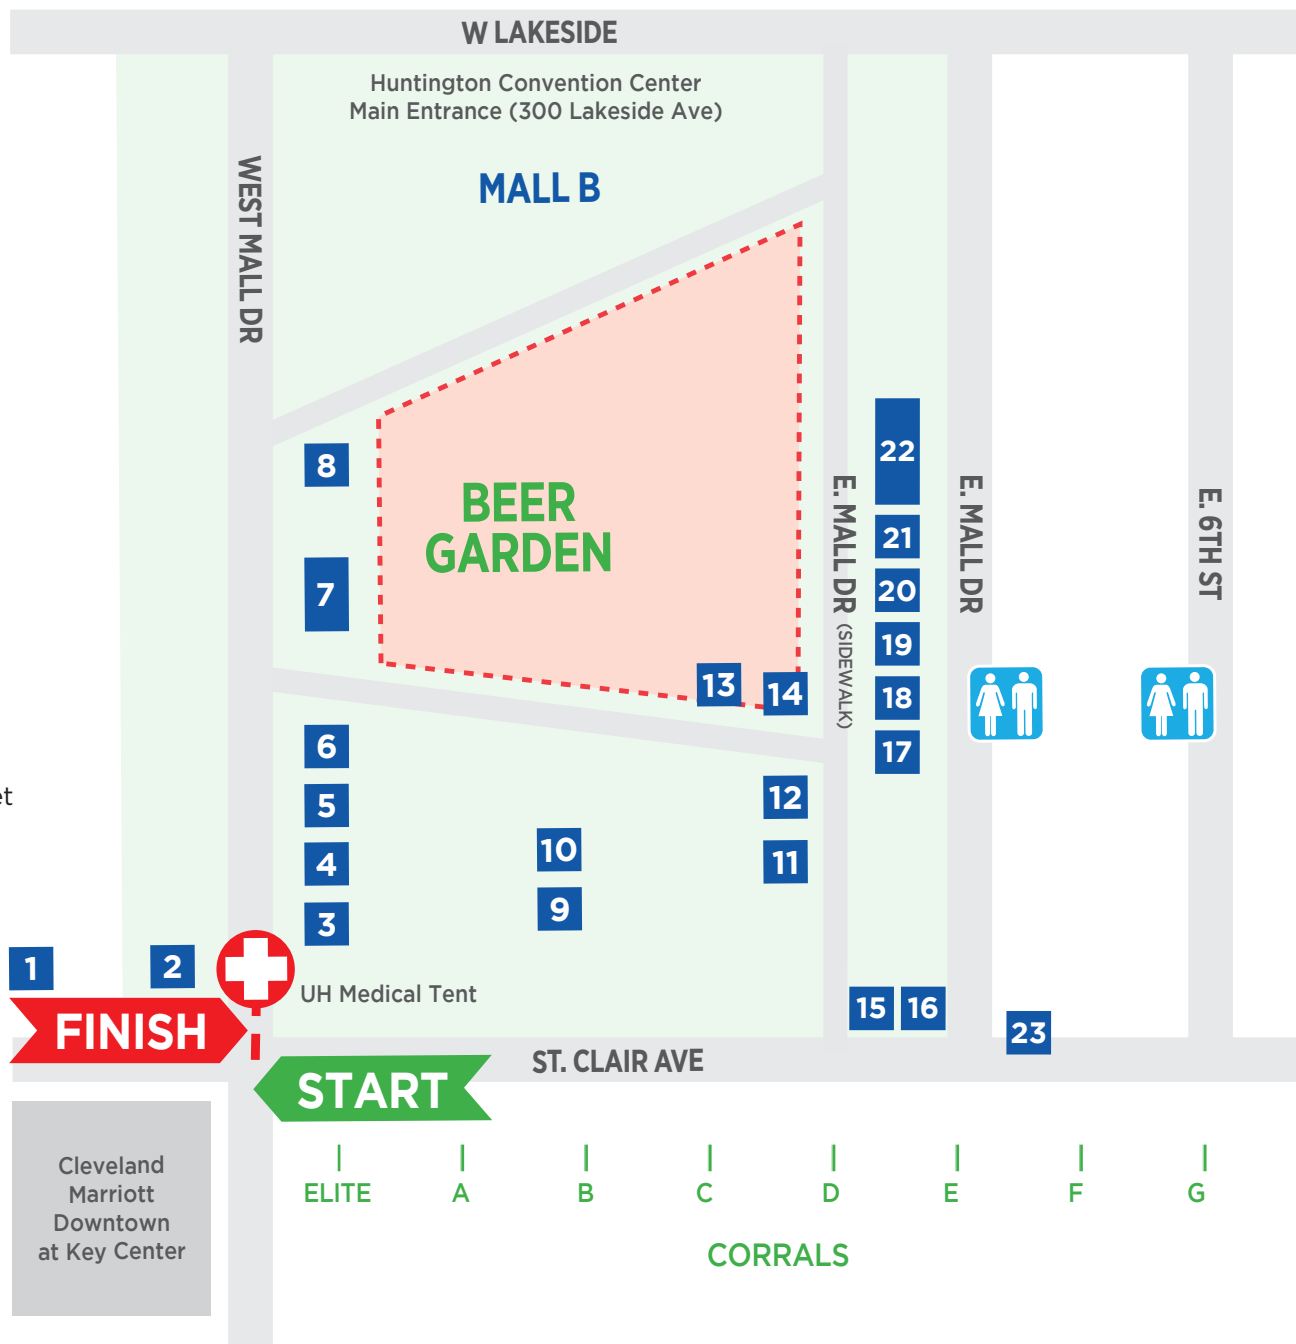 W LAKESIDE
Huntington Convention Center
Main Entrance (300 Lakeside Ave)
MALL B
WEST MALL DR
8
BEER
GARDEN
7
22
21
20
19
18
17
E. MALL DR (SIDEWALK)
E. MALL DR
E. 6TH ST
13
14
6
5
4
3
et
12
11
10
9
1
2
UH Medical Tent
15
16
23
FINISH
ST. CLAIR AVE
START
Cleveland
Marriott
Downtown
at Key Center
ELITE
A
B
C
D
E
F
G
CORRALS